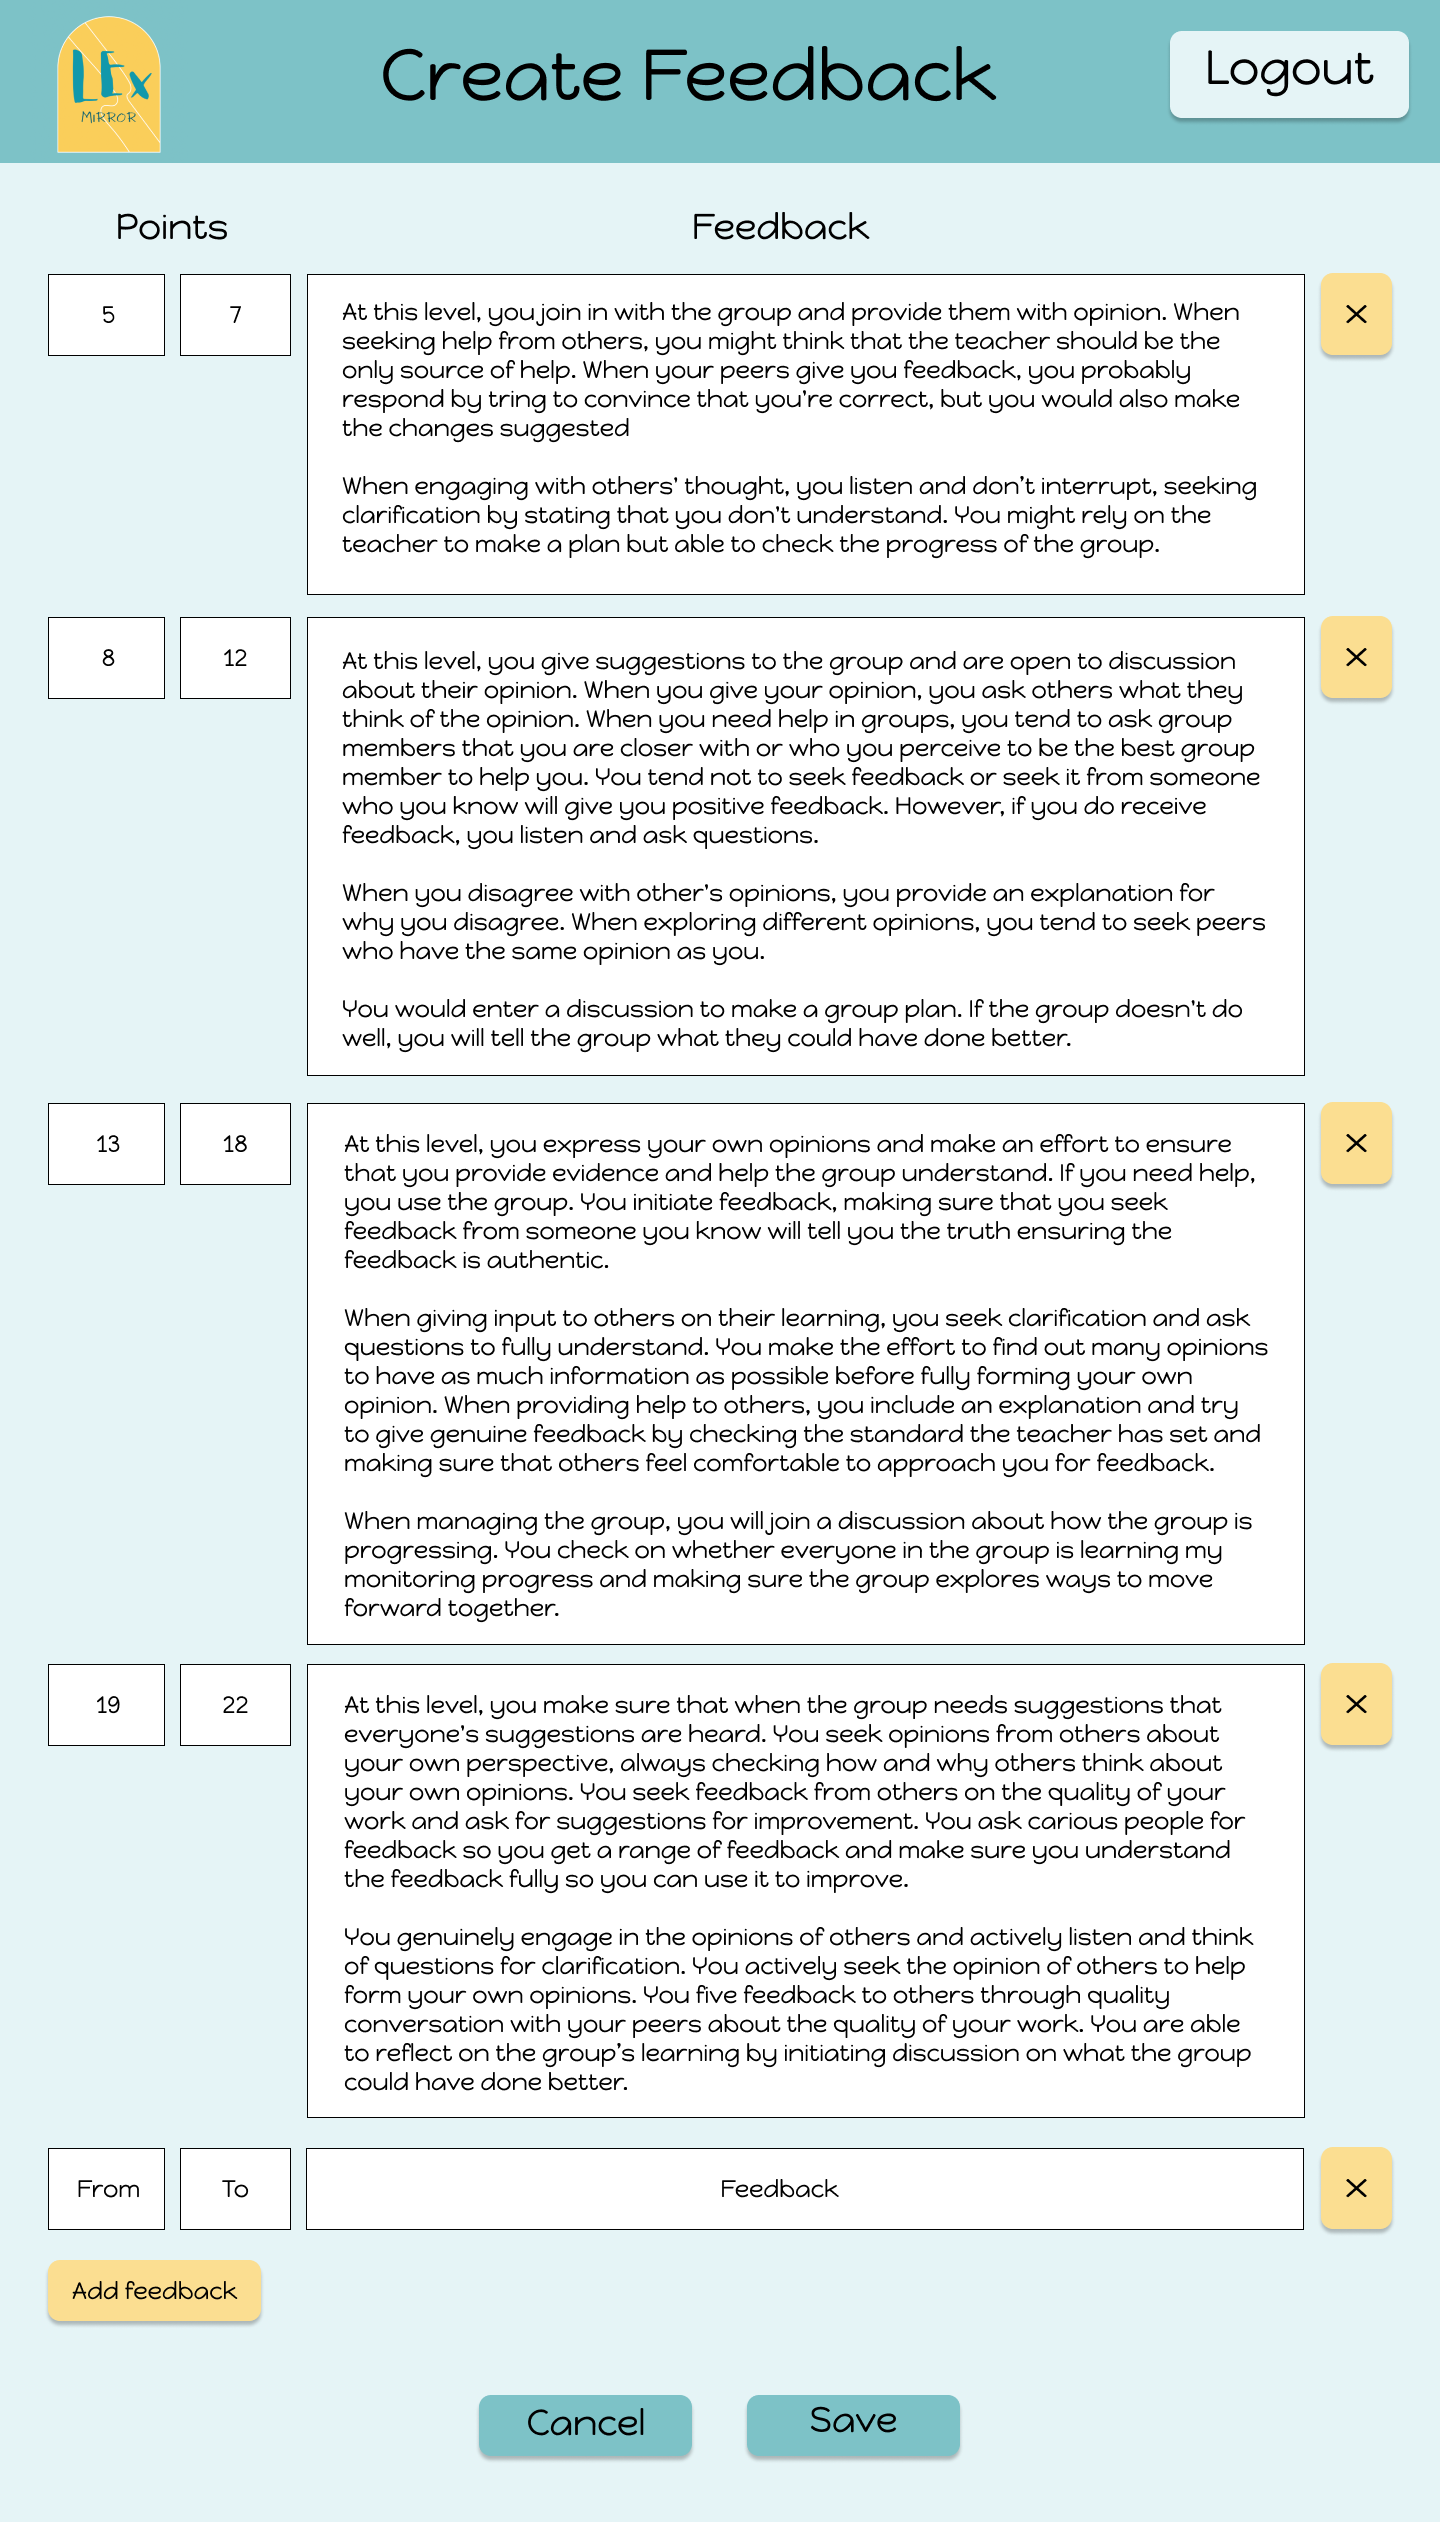 LEx
MIRROR
Create Feedback
Logout
Points
Feedback
5
7
At this level, you join in with the group and provide them with opinion. When
seeking help from others, you might think that the teacher should be the
only source of help. When your peers give you feedback, you probably
respond by tring to convince that you're correct, but you would also make
the changes suggested
When engaging with others' thought, you listen and don't interrupt, seeking
clarification by stating that you don't understand. You might rely on the
teacher to make a plan but able to check the progress of the group.
X
8
12
At this level, you give suggestions to the group and are open to discussion
about their opinion. When you give your opinion, you ask others what they
think of the opinion. When you need help in groups, you tend to ask group
members that you are closer with or who you perceive to be the best group
member to help you. You tend not to seek feedback or seek it from someone
who you know will give you positive feedback. However, if you do receive
feedback, you listen and ask questions.
When you disagree with other's opinions, you provide an explanation for
why you disagree. When exploring different opinions, you tend to seek peers
who have the same opinion as you.
You would enter a discussion to make a group plan. If the group doesn't do
well, you will tell the group what they could have done better.
X
13
18
At this level, you express your own opinions and make an effort to ensure
that you provide evidence and help the group understand. If you need help,
you use the group. You initiate feedback, making sure that you seek
feedback from someone you know will tell you the truth ensuring the
feedback is authentic.
When giving input to others on their learning, you seek clarification and ask
questions to fully understand. You make the effort to find out many opinions
to have as much information as possible before fully forming your own
opinion. When providing help to others, you include an explanation and try
to give genuine feedback by checking the standard the teacher has set and
making sure that others feel comfortable to approach you for feedback.
When managing the group, you will join a discussion about how the group is
progressing. You check on whether everyone in the group is learning my
monitoring progress and making sure the group explores ways to move
forward together.
X
19
22
At this level, you make sure that when the group needs suggestions that
everyone's suggestions are heard. You seek opinions from others about
your own perspective, always checking how and why others think about
your own opinions. You seek feedback from others on the quality of your
work and ask for suggestions for improvement. You ask carious people for
feedback so you get a range of feedback and make sure you understand
the feedback fully so you can use it to improve.
You genuinely engage in the opinions of others and actively listen and think
of questions for clarification. You actively seek the opinion of others to help
form your own opinions. You five feedback to others through quality
conversation with your peers about the quality of your work. You are able
to reflect on the group's learning by initiating discussion on what the group
could have done better.
X
From
To
Feedback
X
Add feedback
Cancel
Save